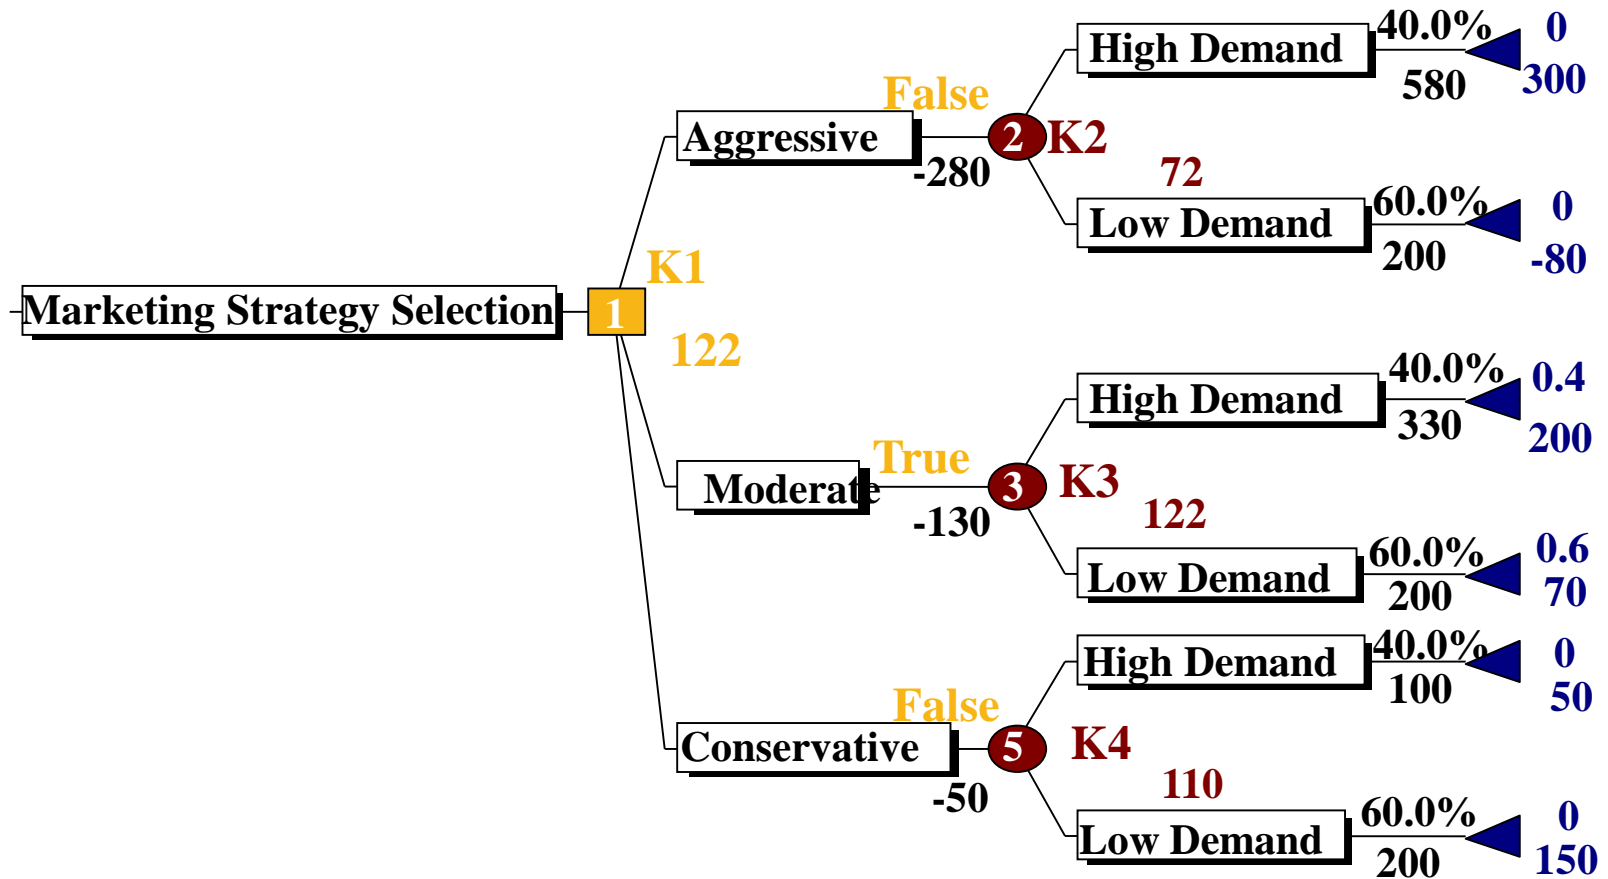 40.0%
0
High Demand
580
300
False
Aggressive
2
K2
-280
72
60.0%
0
Low Demand
200
-80
K1
Marketing Strategy Selection
1
122
40.0%
0.4
High Demand
330
200
True
Moderate
3
K3
-130
122
60.0%
0.6
Low Demand
200
70
40.0%
0
High Demand
100
50
False
Conservative
5
K4
-50
110
60.0%
0
Low Demand
200
150